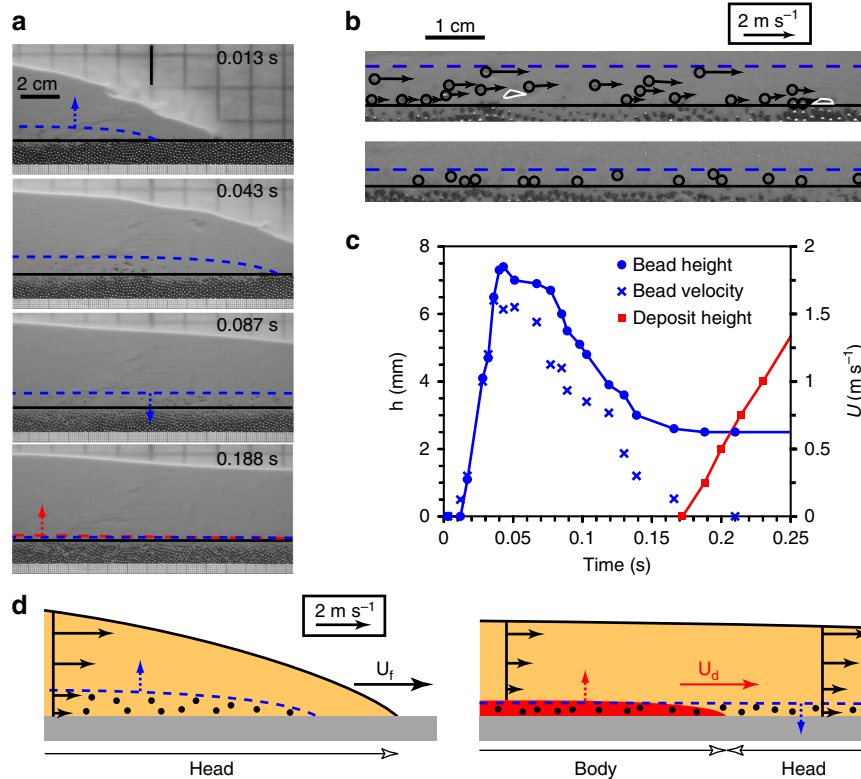 a
0.013 s
2 cm
0.043 s
0.087 s
0.188 s
b
1 cm
2 m s⁻¹
c
8
6
4
2
0
h (mm)
Bead height
Bead velocity
Deposit height
2
1.5
1
0.5
0
U (m s⁻¹)
0
0.05
0.10
0.15
0.20
0.25
Time (s)
d
2 m s⁻¹
U_f
Head
U_d
Body
Head